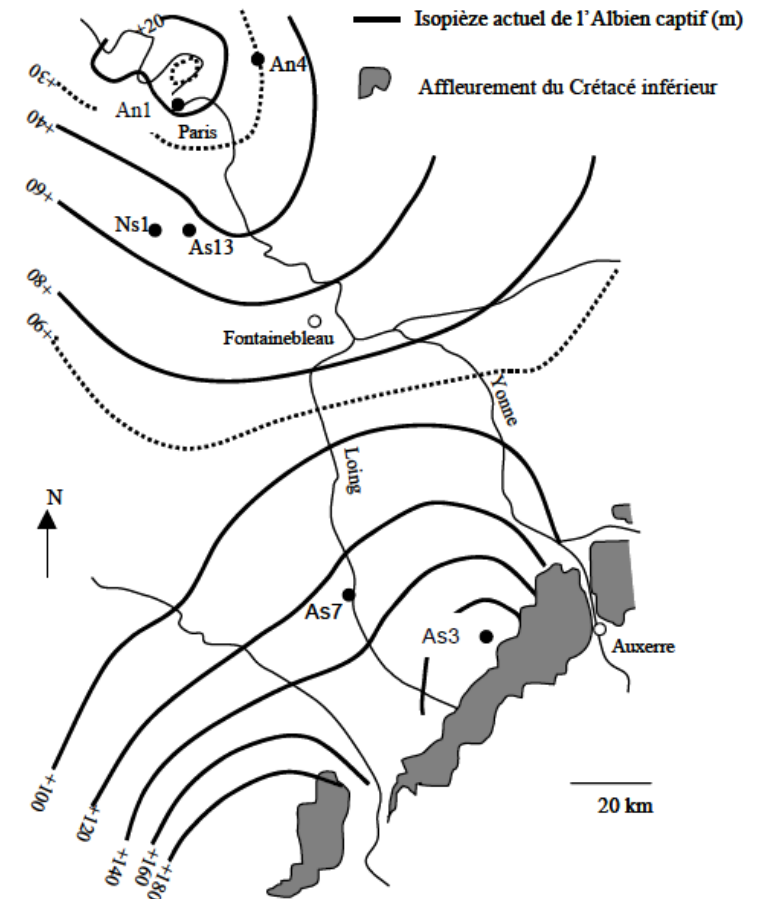 Isopièze actuel de l'Albien captif (m)
Affleurement du Crétacé inférieur
+20
An4
+30
An1
Paris
+40
+60
Ns1
As13
+80
Fontainebleau
+90
Yonne
Loing
N
As7
As3
Auxerre
+100
20 km
+120
+140
+160
+180